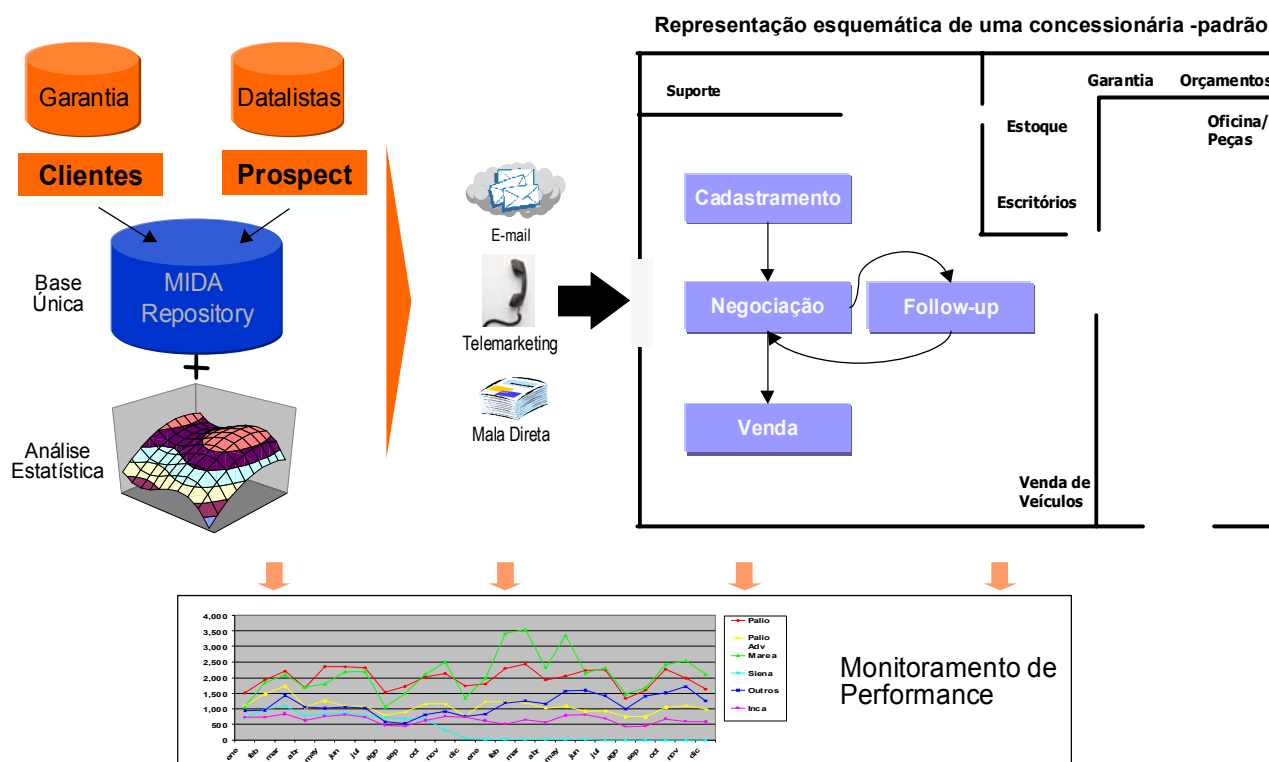 Representação esquemática de uma concessionária -padrão
Garantia
Datalistas
Clientes
Prospect
Base
Única
MIDA
Repository
+
Análise
Estatística
E-mail
Telemarketing
Mala Direta
Suporte
Garantia
Orçamentos
Estoque
Oficina/
Peças
Escritórios
Cadastramento
Negociação
Follow-up
Venda
Venda de
Veículos
4,000
3,500
3,000
2,500
2,000
1,500
1,000
500
0
ene
feb
mar
abr
may
jun
jul
ago
sep
oct
nov
dic
ene
feb
mar
abr
may
jun
jul
ago
sep
oct
nov
dic
Palio
Palio
Adv
Marea
Siena
Outros
Inca
Monitoramento de
Performance